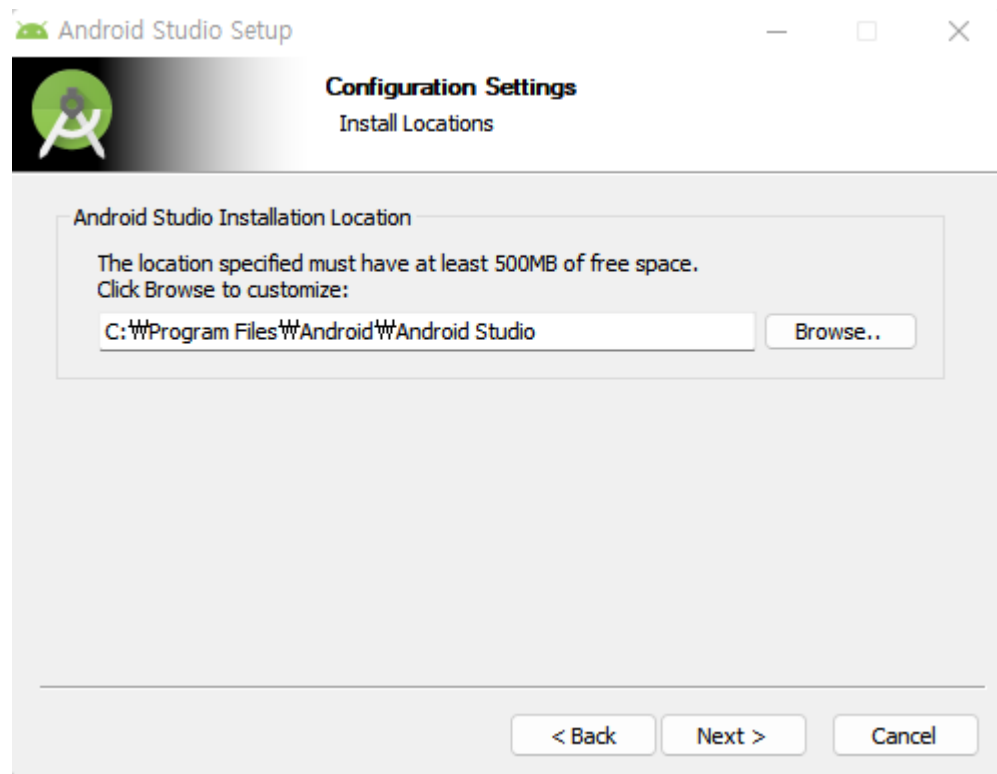 Android Studio Setup
Configuration Settings
Install Locations
Android Studio Installation Location
The location specified must have at least 500MB of free space.
Click Browse to customize:
C:₩Program Files₩Android₩Android Studio
Browse..
< Back
Next >
Cancel